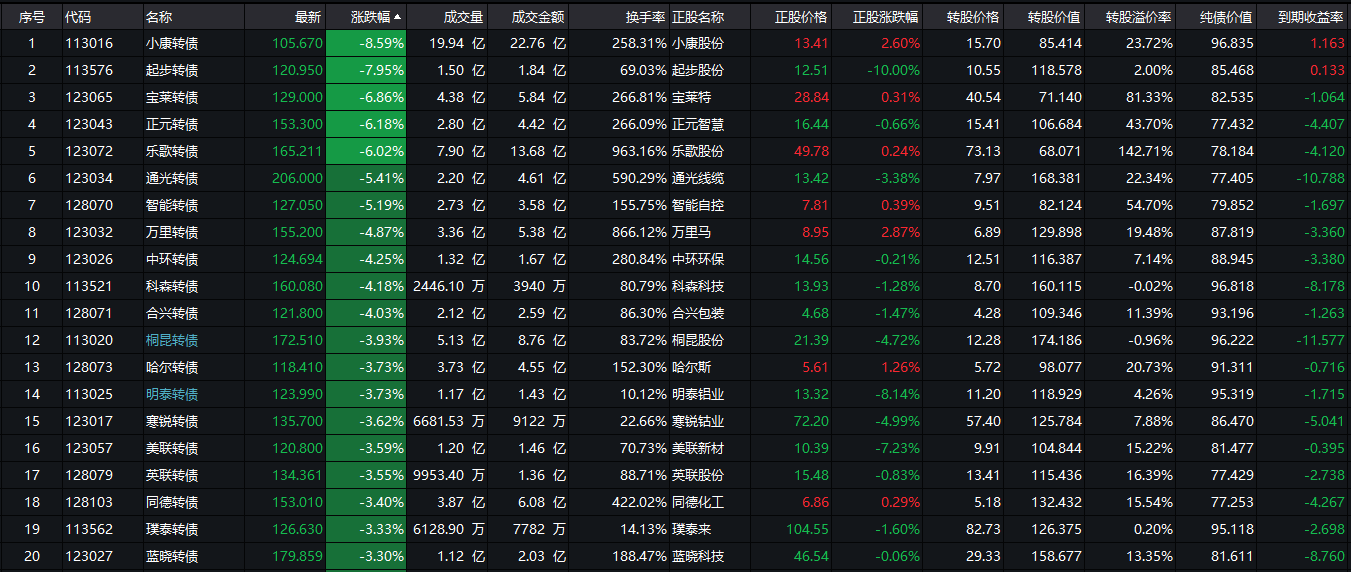 序号 代码 名称 最新 涨跌幅 成交量 成交金额 换手率 正股名称 正股价格 正股涨跌幅 转股价格 转股价值 转股溢价率 纯债价值 到期收益率
1 113016 小康转债 105.670 -8.59% 19.94 亿 22.76 亿 258.31% 小康股份 13.41 2.60% 15.70 85.414 23.72% 96.835 1.163
2 113576 起步转债 120.950 -7.95% 1.50 亿 1.84 亿 69.03% 起步股份 12.51 -10.00% 10.55 118.578 2.00% 85.468 0.133
3 123065 宝莱转债 129.000 -6.86% 4.38 亿 5.84 亿 266.81% 宝莱特 28.84 0.31% 40.54 71.140 81.33% 82.535 -1.064
4 123043 正元转债 153.300 -6.18% 2.80 亿 4.42 亿 266.09% 正元智慧 16.44 -0.66% 15.41 106.684 43.70% 77.432 -4.407
5 123072 乐歌转债 165.211 -6.02% 7.90 亿 13.68 亿 963.16% 乐歌股份 49.78 0.24% 73.13 68.071 142.71% 78.184 -4.120
6 123034 通光转债 206.000 -5.41% 2.20 亿 4.61 亿 590.29% 通光线缆 13.42 -3.38% 7.97 168.381 22.34% 77.405 -10.788
7 128070 智能转债 127.050 -5.19% 2.73 亿 3.58 亿 155.75% 智能自控 7.81 0.39% 9.51 82.124 54.70% 79.852 -1.697
8 123032 万里转债 155.200 -4.87% 3.36 亿 5.38 亿 866.12% 万里马 8.95 2.87% 6.89 129.898 19.48% 87.819 -3.360
9 123026 中环转债 124.694 -4.25% 1.32 亿 1.67 亿 280.84% 中环环保 14.56 -0.21% 12.51 116.387 7.14% 88.945 -3.380
10 113521 科森转债 160.080 -4.18% 2446.10 万 3940 万 80.79% 科森科技 13.93 -1.28% 8.70 160.115 -0.02% 96.818 -8.178
11 128071 合兴转债 121.800 -4.03% 2.12 亿 2.59 亿 86.30% 合兴包装 4.68 -1.47% 4.28 109.346 11.39% 93.196 -1.263
12 113020 桐昆转债 172.510 -3.93% 5.13 亿 8.76 亿 83.72% 桐昆股份 21.39 -4.72% 12.28 174.186 -0.96% 96.222 -11.577
13 128073 哈尔转债 118.410 -3.73% 3.73 亿 4.55 亿 152.30% 哈尔斯 5.61 1.26% 5.72 98.077 20.73% 91.311 -0.716
14 113025 明泰转债 123.990 -3.73% 1.17 亿 1.43 亿 10.12% 明泰铝业 13.32 -8.14% 11.20 118.929 4.26% 95.319 -1.715
15 123017 寒锐转债 135.700 -3.62% 6681.53 万 9122 万 22.66% 寒锐钴业 72.20 -4.99% 57.40 125.784 7.88% 86.470 -5.041
16 123057 美联转债 120.800 -3.59% 1.20 亿 1.46 亿 70.73% 美联新材 10.39 -7.23% 9.91 104.844 15.22% 81.477 -0.395
17 128079 英联转债 134.361 -3.55% 9953.40 万 1.36 亿 88.71% 英联股份 15.48 -0.83% 13.41 115.436 16.39% 77.429 -2.738
18 128103 同德转债 153.010 -3.40% 3.87 亿 6.08 亿 422.02% 同德化工 6.86 0.29% 5.18 132.432 15.54% 77.253 -4.267
19 113562 璞泰转债 126.630 -3.33% 6128.90 万 7782 万 14.13% 璞泰来 104.55 -1.60% 82.73 126.375 0.20% 95.118 -2.698
20 123027 蓝晓转债 179.859 -3.30% 1.12 亿 2.03 亿 188.47% 蓝晓科技 46.54 -0.06% 29.33 158.677 13.35% 81.611 -8.760